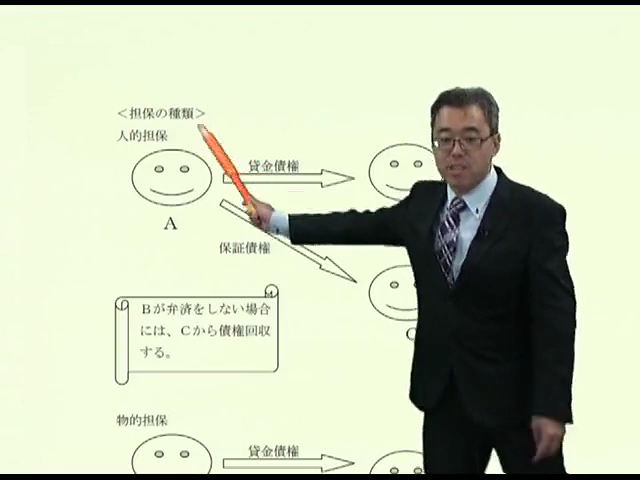 ＜担保の種類＞
人的担保
貸金債権
A
保証債権
C
Ｂが弁済をしない場合
には、Ｃから債権回収
する。
物的担保
貸金債権